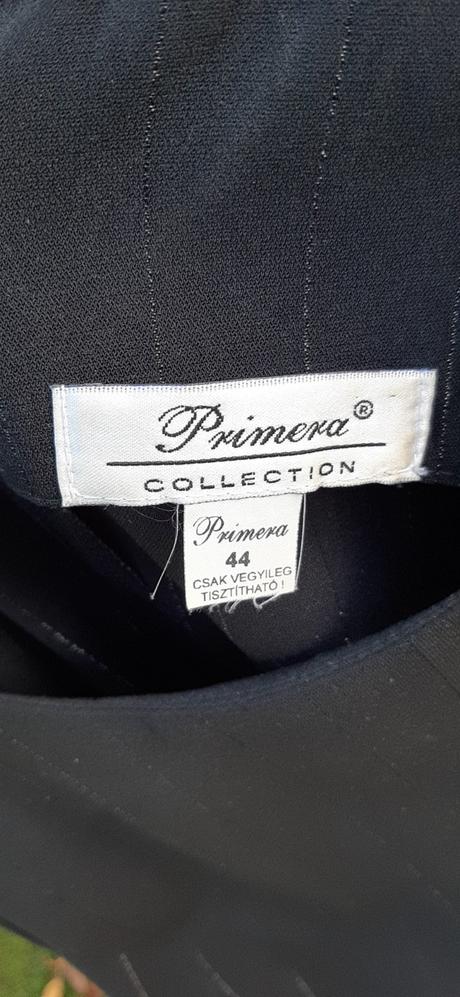 Primera®
COLLECTION
Primera
44
CSAK VEGYILEG
TISZTÍTHATÓ!